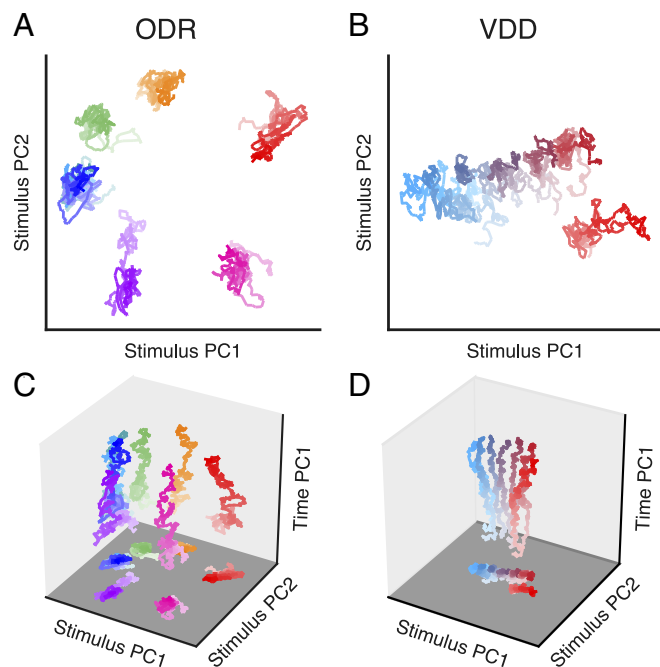 A
ODR
B
VDD
Stimulus PC2
Stimulus PC2
Stimulus PC1
Stimulus PC1
C
D
Time PC1
Time PC1
Stimulus PC1
Stimulus PC2
Stimulus PC1
Stimulus PC2